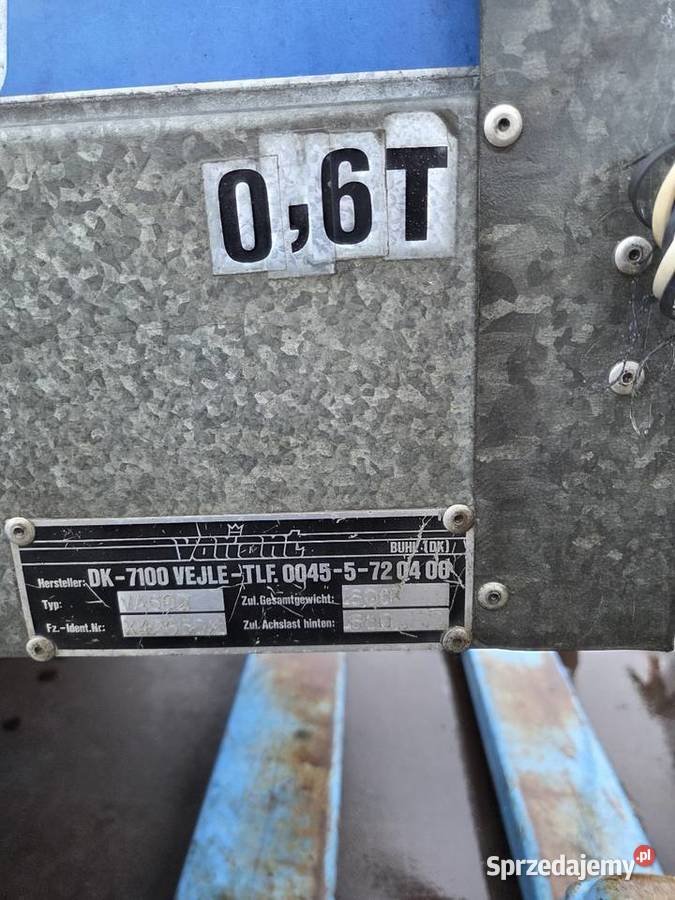 0,6T
Variant
BUHL (DK)
Hersteller: DK-7100 VEJLE-TLF. 0045-5-72 04 00
Typ: Zul. Gesamtgewicht:
Fz.-Ident. Nr: Zul. Achslast hinten:
Sprzedajemy.pl